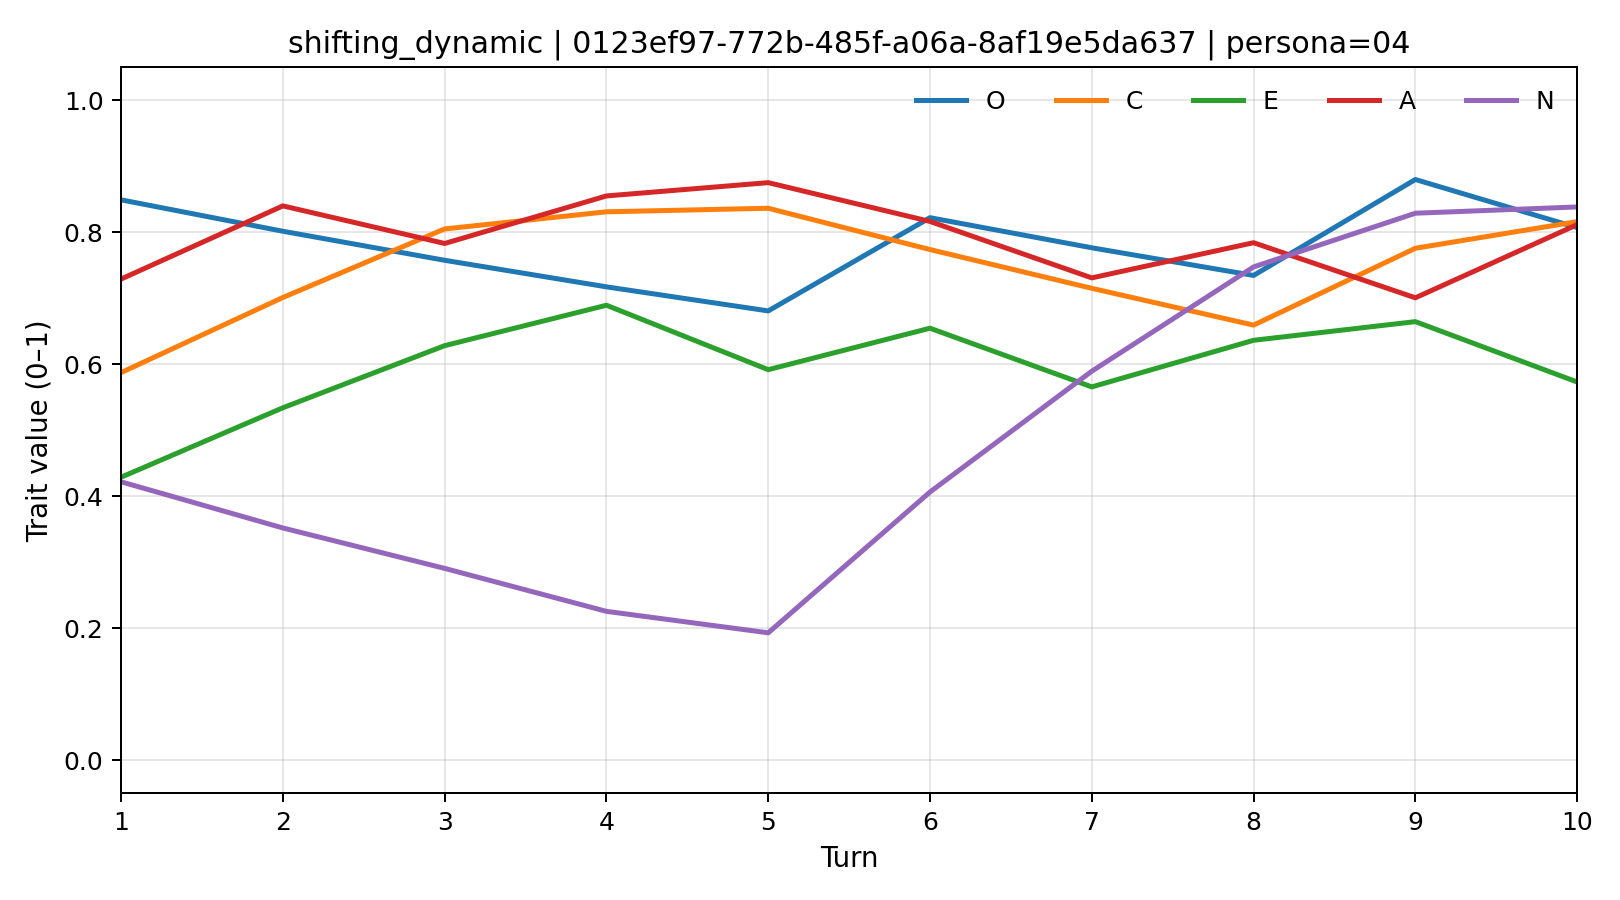 shifting_dynamic | 0123ef97-772b-485f-a06a-8af19e5da637 | persona=04
O C E A N
1.0
0.8
0.6
0.4
0.2
0.0
Trait value (0–1)
1 2 3 4 5 6 7 8 9 10
Turn